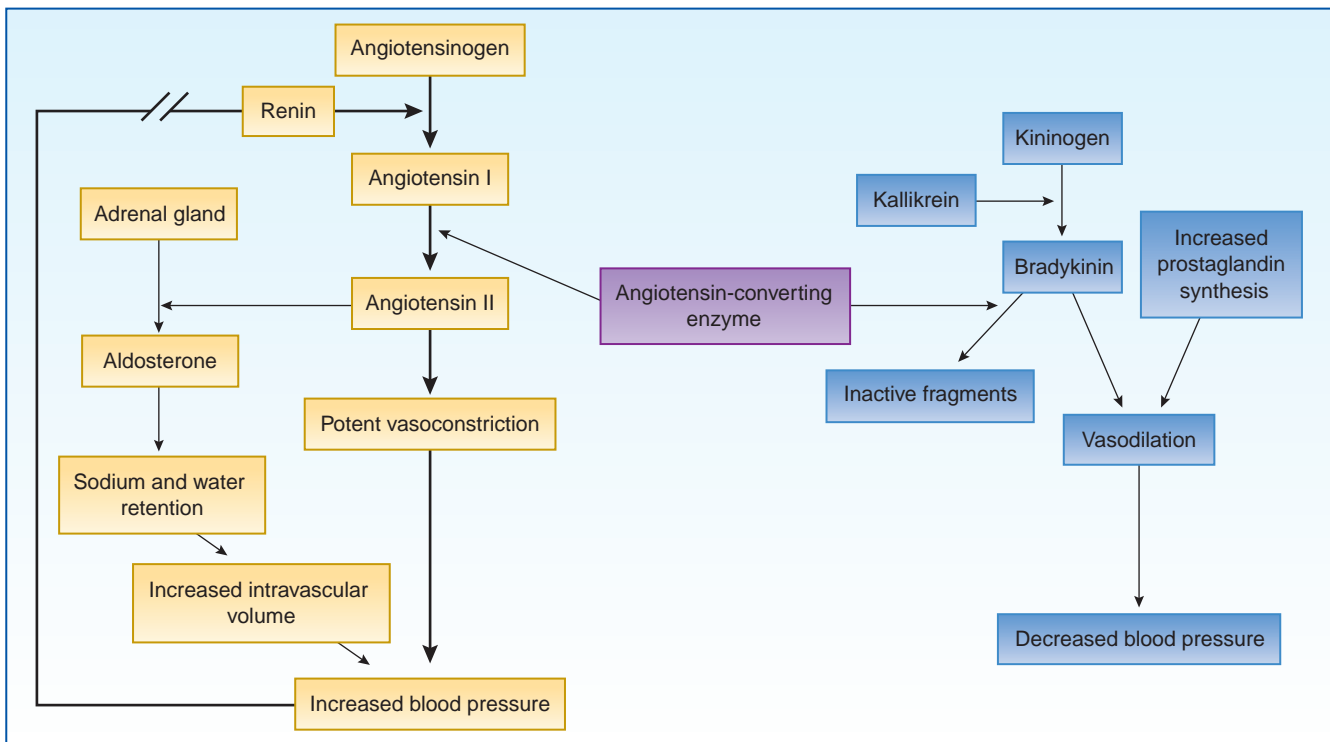 Angiotensinogen
Renin
Angiotensin I
Adrenal gland
Angiotensin II
Aldosterone
Potent vasoconstriction
Sodium and water
retention
Increased intravascular
volume
Increased blood pressure
Angiotensin-converting
enzyme
Kininogen
Kallikrein
Bradykinin
Increased
prostaglandin
synthesis
Inactive fragments
Vasodilation
Decreased blood pressure